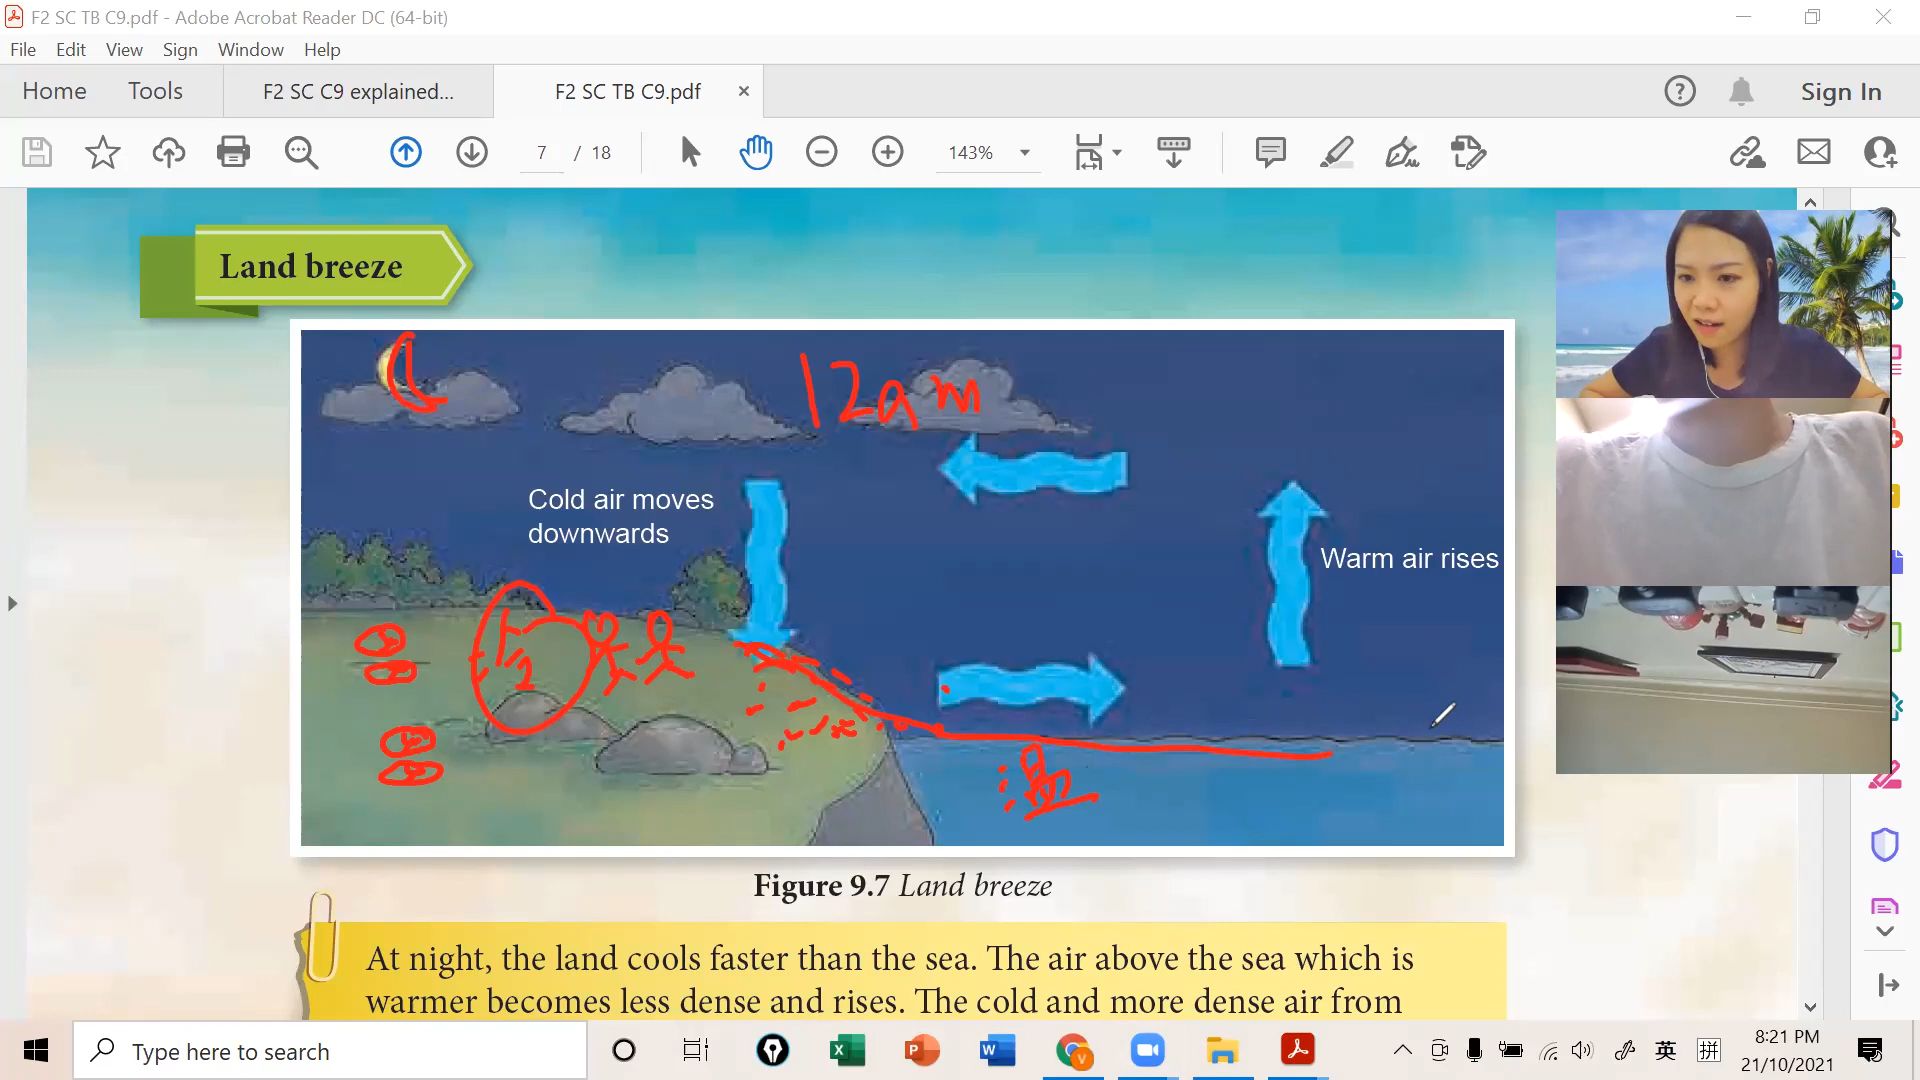 F2 SC TB C9.pdf - Adobe Acrobat Reader DC (64-bit)
File Edit View Sign Window Help
Home Tools F2 SC C9 explained... F2 SC TB C9.pdf × Sign In
7 / 18 143%
Land breeze
12am
Cold air moves
downwards
Warm air rises
温
Figure 9.7 Land breeze
At night, the land cools faster than the sea. The air above the sea which is
warmer becomes less dense and rises. The cold and more dense air from
Type here to search
英 拼
8:21 PM
21/10/2021